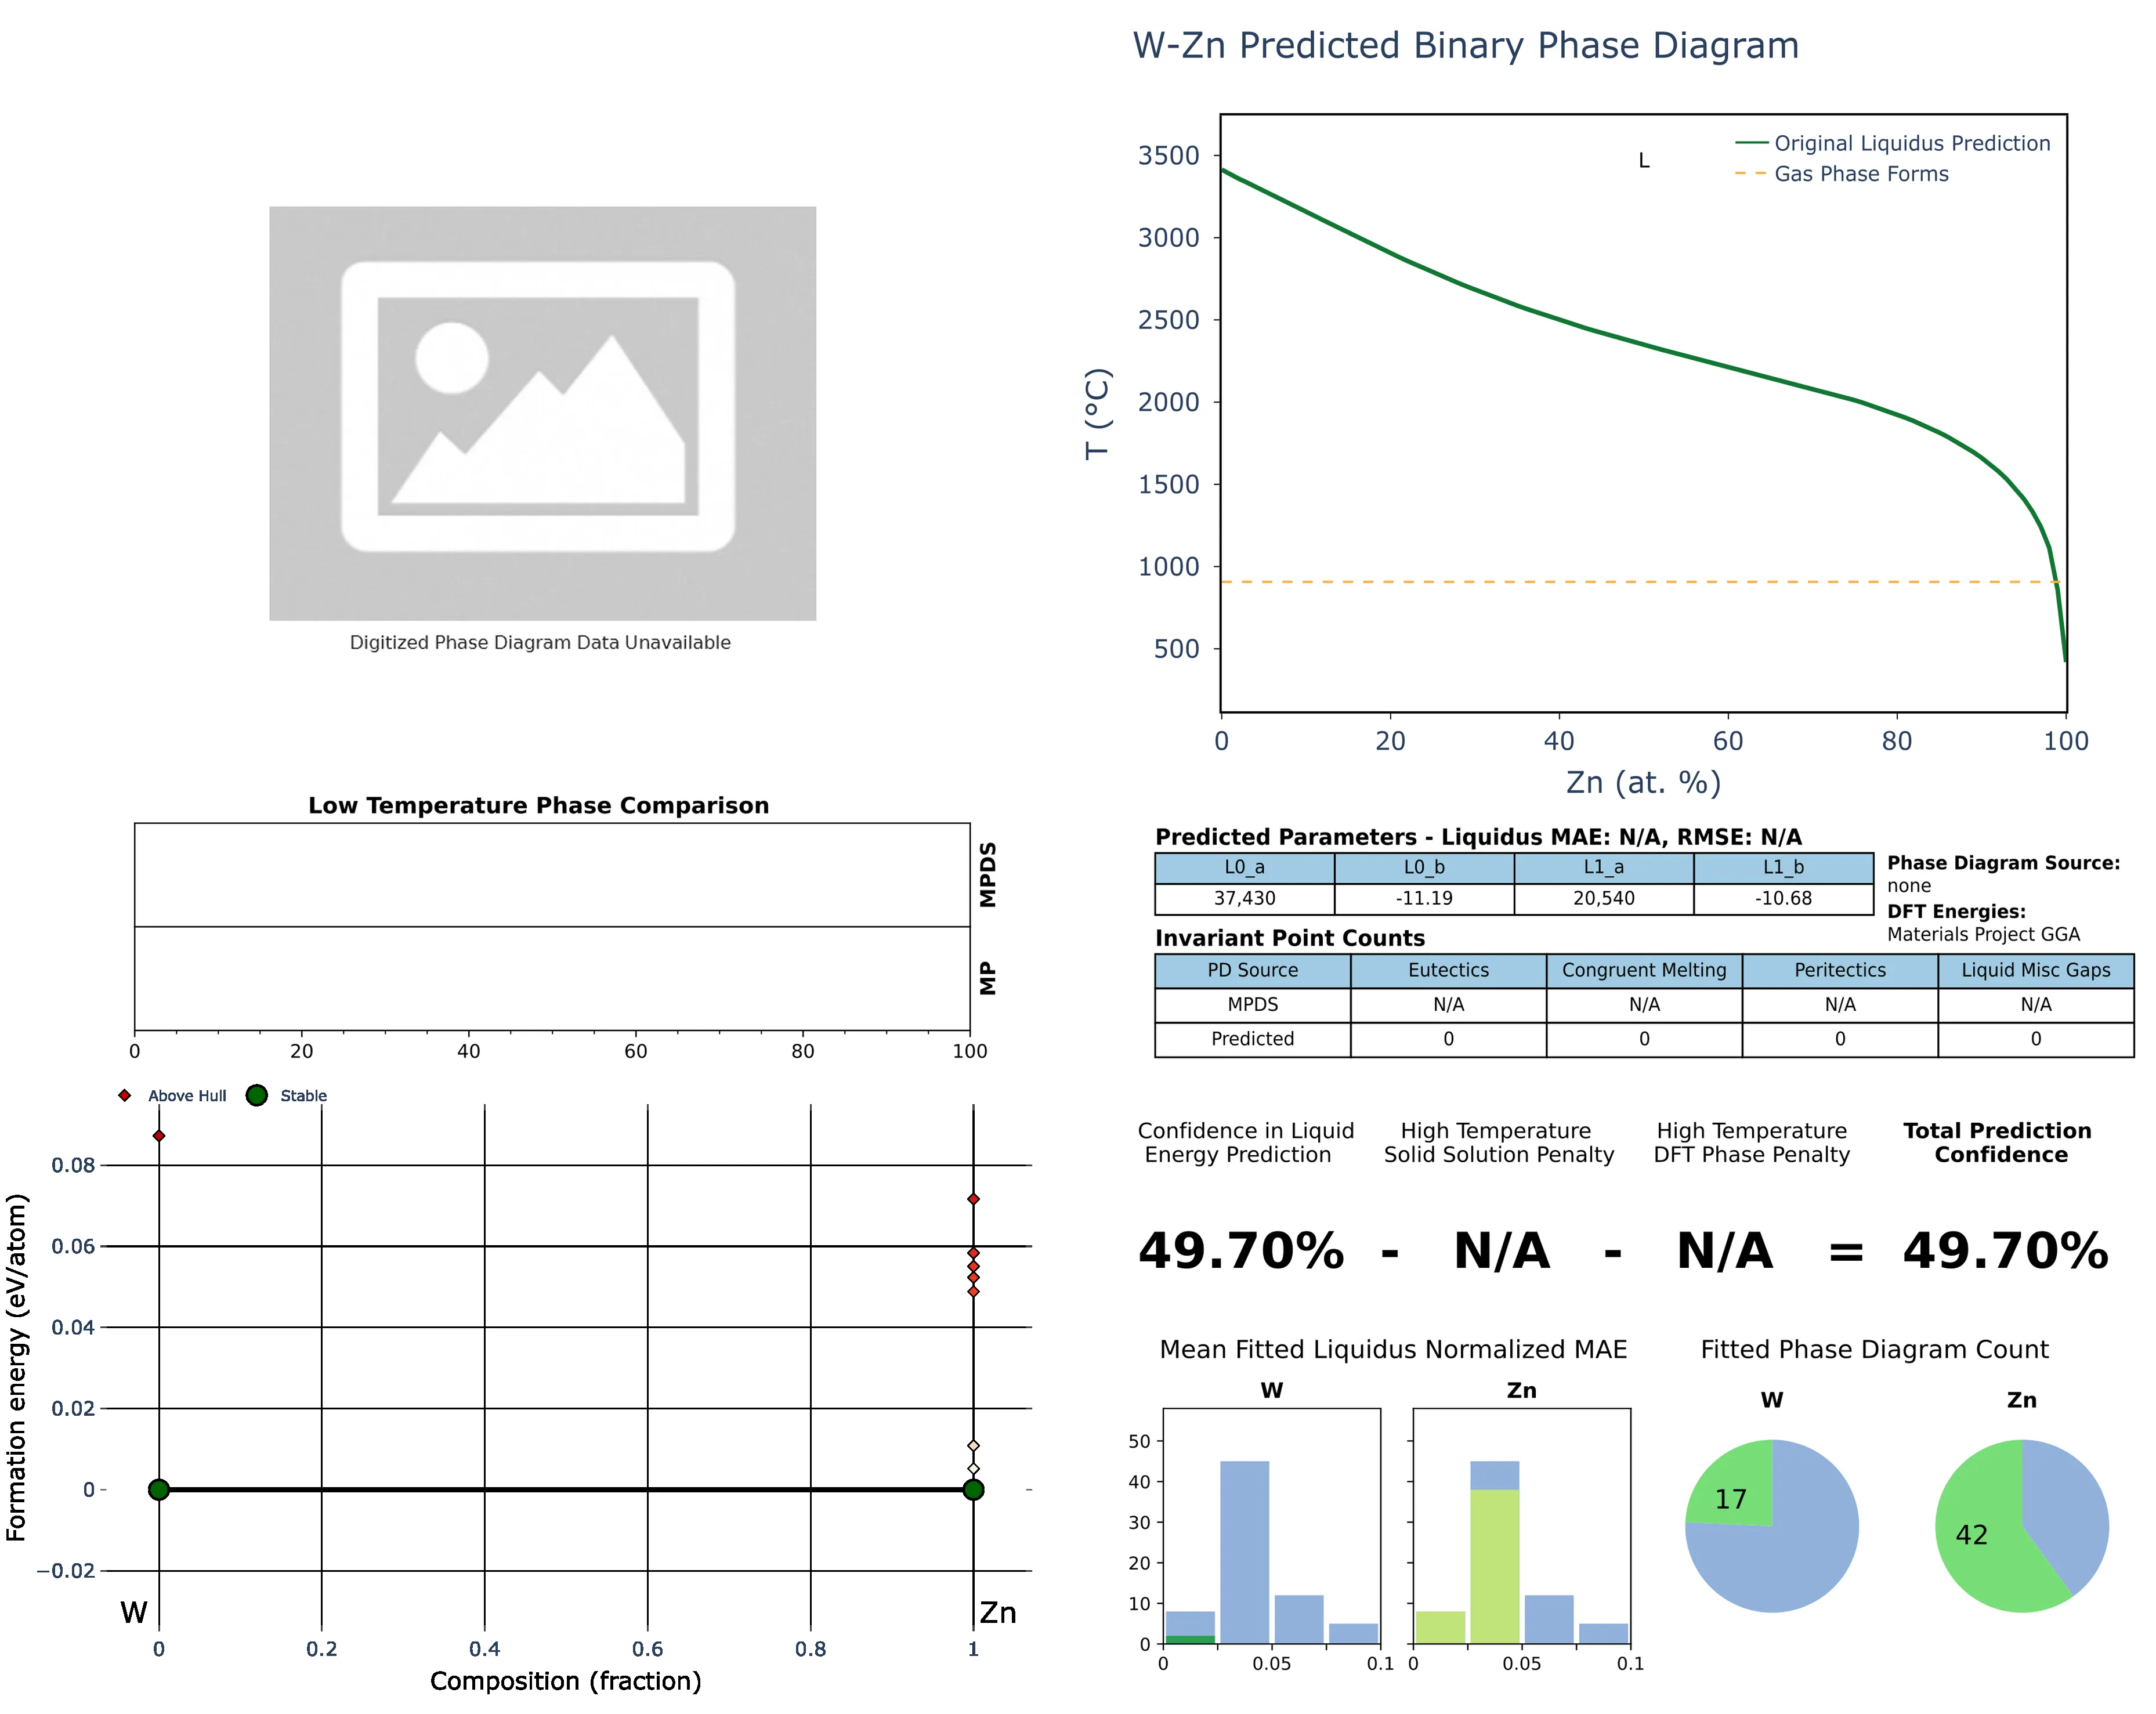 W-Zn Predicted Binary Phase Diagram
Original Liquidus Prediction
Gas Phase Forms
L
3500
3000
2500
2000
1500
1000
500
T (°C)
0 20 40 60 80 100
Zn (at. %)
Digitized Phase Diagram Data Unavailable
Low Temperature Phase Comparison
MPDS
MP
0 20 40 60 80 100
Predicted Parameters - Liquidus MAE: N/A, RMSE: N/A
L0_a L0_b L1_a L1_b
37,430 -11.19 20,540 -10.68
Phase Diagram Source:
none
DFT Energies:
Materials Project GGA
Invariant Point Counts
PD Source Eutectics Congruent Melting Peritectics Liquid Misc Gaps
MPDS N/A N/A N/A N/A
Predicted 0 0 0 0
Above Hull Stable
0.08
0.06
0.04
0.02
0
−0.02
Formation energy (eV/atom)
W Zn
0 0.2 0.4 0.6 0.8 1
Composition (fraction)
Confidence in Liquid
Energy Prediction
High Temperature
Solid Solution Penalty
High Temperature
DFT Phase Penalty
Total Prediction
Confidence
49.70% - N/A - N/A = 49.70%
Mean Fitted Liquidus Normalized MAE
W Zn
50
40
30
20
10
0
0 0.05 0.1 0 0.05 0.1
Fitted Phase Diagram Count
W Zn
17 42